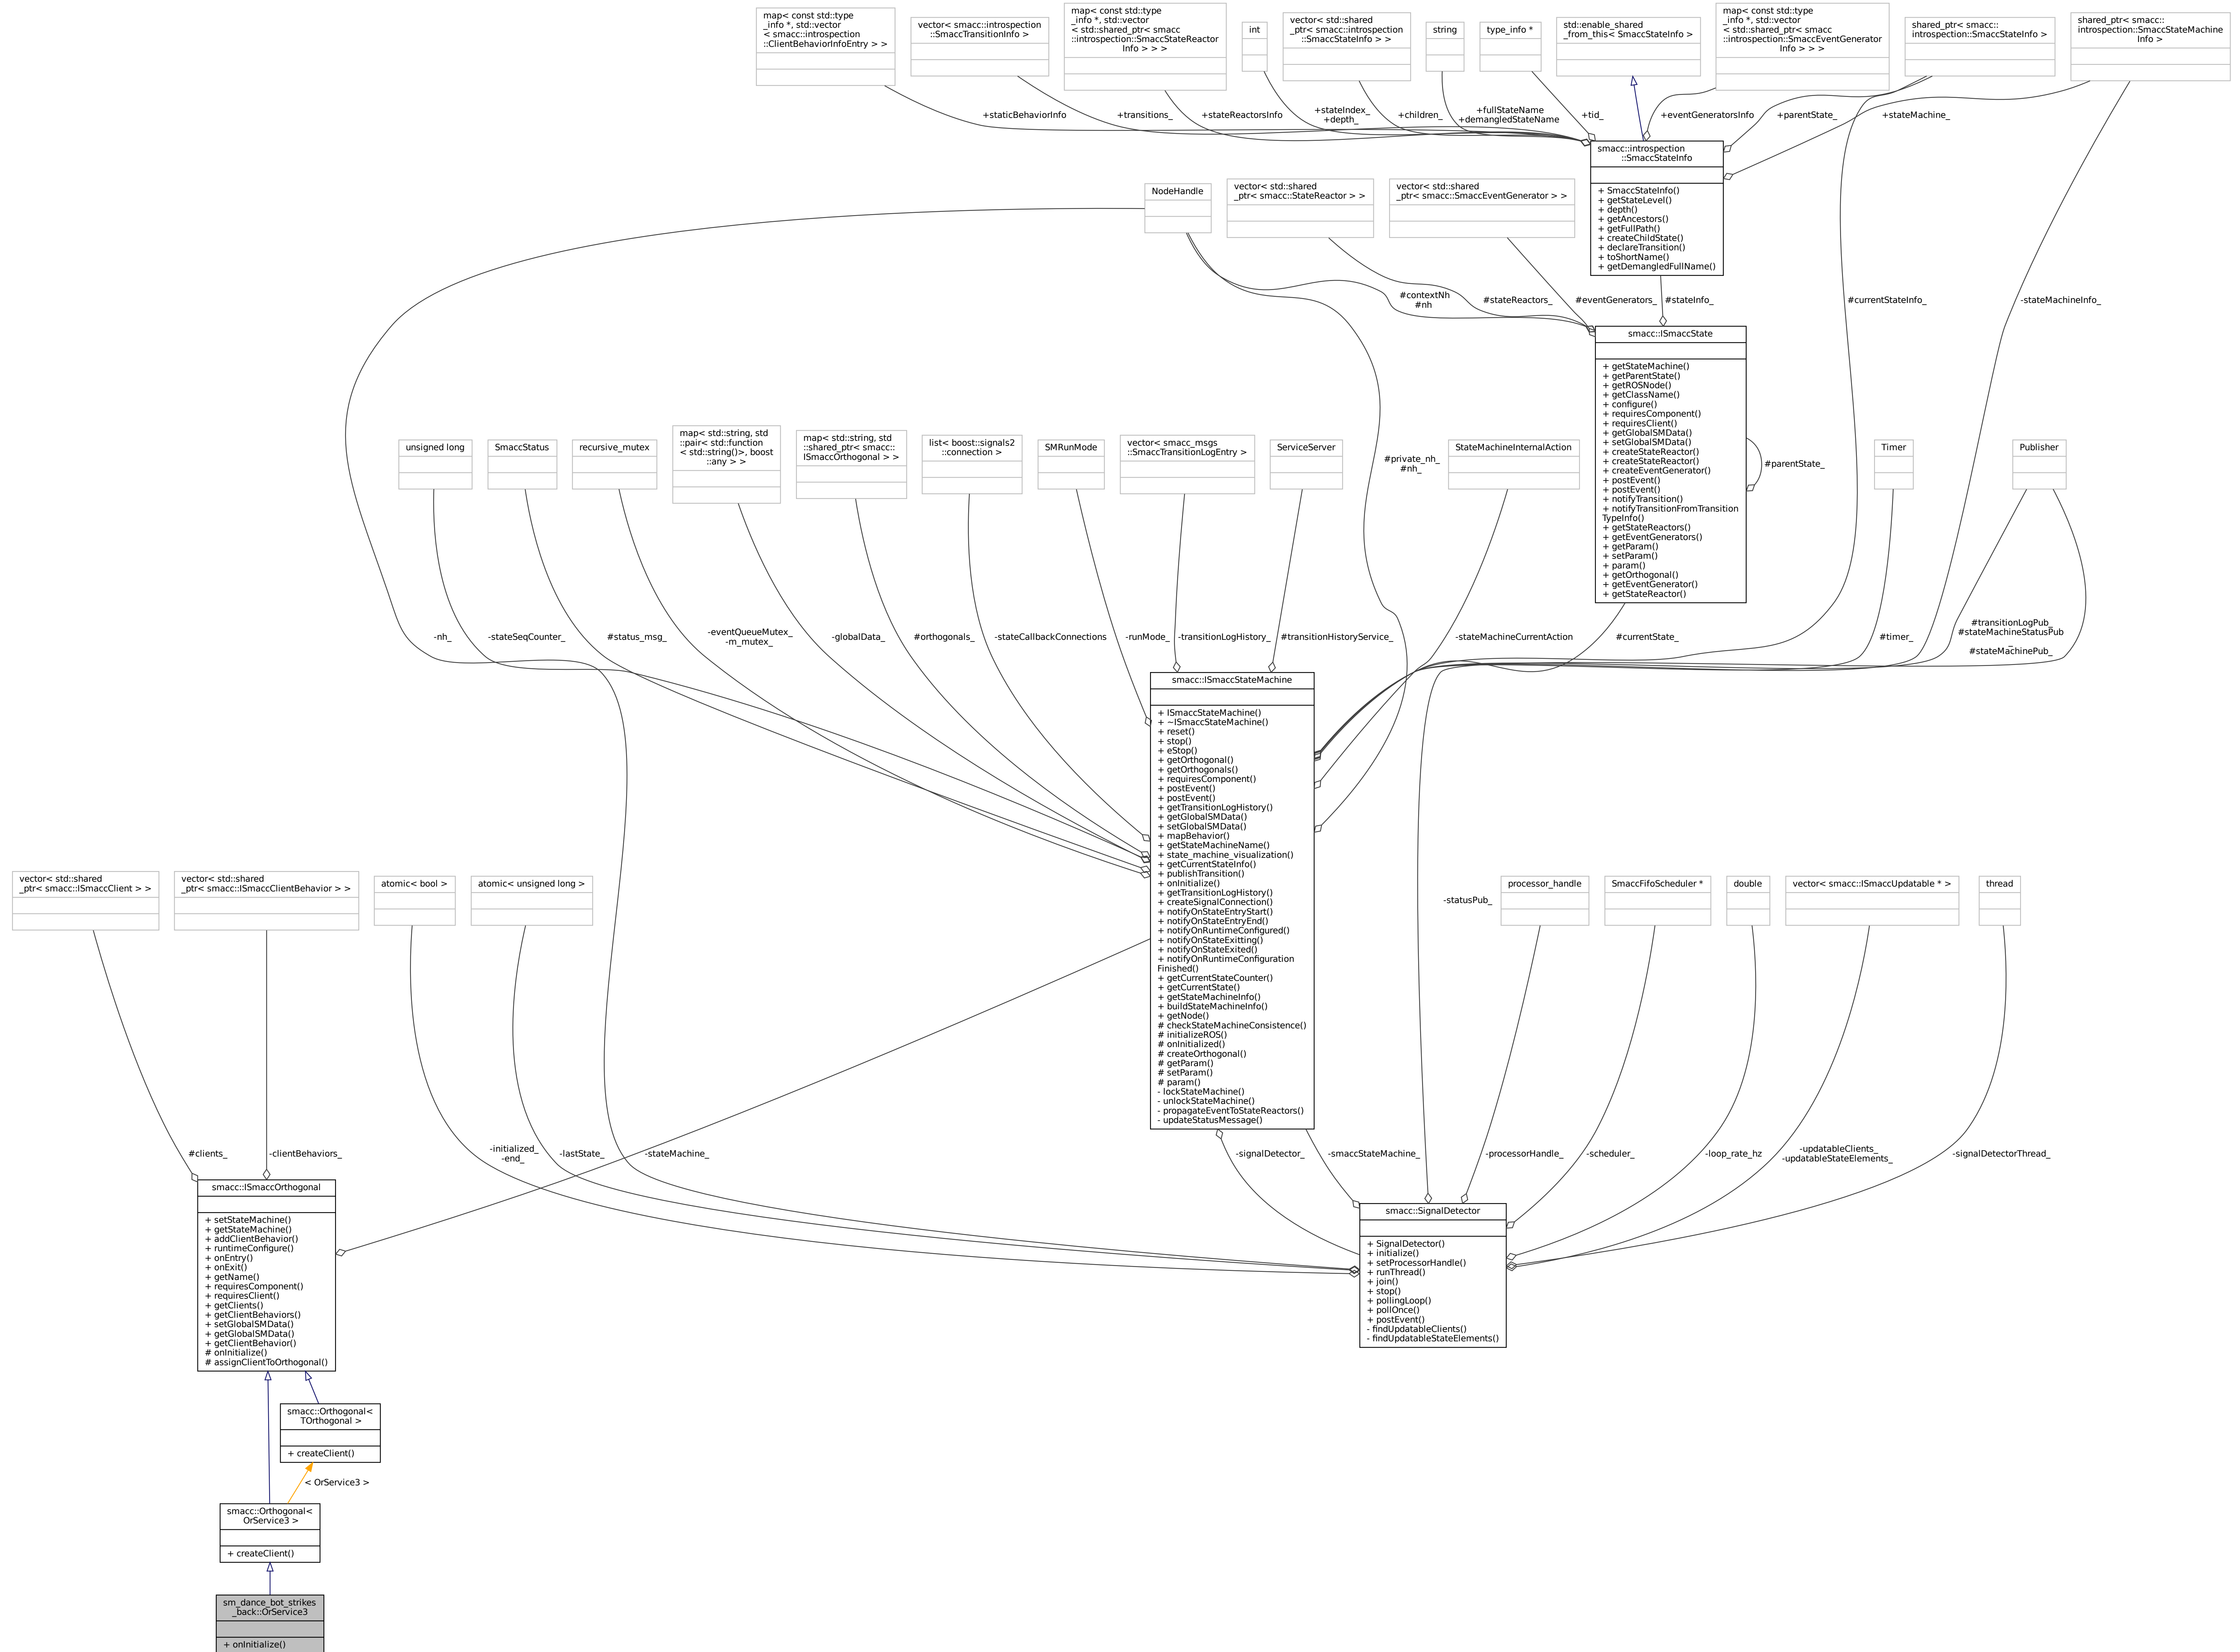 map< const std::type
_info *, std::vector
< smacc::introspection
::ClientBehaviorInfoEntry > >
vector< smacc::introspection
::SmaccTransitionInfo >
map< const std::type
_info *, std::vector
< std::shared_ptr< smacc
::introspection::SmaccStateReactor
Info > > >
int
vector< std::shared
_ptr< smacc::introspection
::SmaccStateInfo > >
string
type_info *
std::enable_shared
_from_this< SmaccStateInfo >
map< const std::type
_info *, std::vector
< std::shared_ptr< smacc
::introspection::SmaccEventGenerator
Info > > >
shared_ptr< smacc::
introspection::SmaccStateInfo >
shared_ptr< smacc::
introspection::SmaccStateMachine
Info >
+staticBehaviorInfo
+transitions_
+stateReactorsInfo
+stateIndex_
+depth_
+children_
+fullStateName
+demangledStateName
+tid_
+eventGeneratorsInfo
+parentState_
+stateMachine_
smacc::introspection
::SmaccStateInfo
+ SmaccStateInfo()
+ getStateLevel()
+ depth()
+ getAncestors()
+ getFullPath()
+ createChildState()
+ declareTransition()
+ toShortName()
+ getDemangledFullName()
NodeHandle
vector< std::shared
_ptr< smacc::StateReactor > >
vector< std::shared
_ptr< smacc::SmaccEventGenerator > >
#contextNh
#nh
#stateReactors_
#eventGenerators_
#stateInfo_
#currentStateInfo_
-stateMachineInfo_
smacc::ISmaccState
+ getStateMachine()
+ getParentState()
+ getROSNode()
+ getClassName()
+ configure()
+ requiresComponent()
+ requiresClient()
+ getGlobalSMData()
+ setGlobalSMData()
+ createStateReactor()
+ createStateReactor()
+ createEventGenerator()
+ postEvent()
+ postEvent()
+ notifyTransition()
+ notifyTransitionFromTransition
TypeInfo()
+ getStateReactors()
+ getEventGenerators()
+ getParam()
+ setParam()
+ param()
+ getOrthogonal()
+ getEventGenerator()
+ getStateReactor()
#parentState_
unsigned long
SmaccStatus
recursive_mutex
map< std::string, std
::pair< std::function
< std::string()>, boost
::any > >
map< std::string, std
::shared_ptr< smacc::
ISmaccOrthogonal > >
list< boost::signals2
::connection >
SMRunMode
vector< smacc_msgs
::SmaccTransitionLogEntry >
ServiceServer
#private_nh_
#nh_
StateMachineInternalAction
Timer
Publisher
-nh_
-stateSeqCounter_
#status_msg_
-eventQueueMutex_
-m_mutex_
-globalData_
#orthogonals_
-stateCallbackConnections
-runMode_
-transitionLogHistory_
#transitionHistoryService_
-stateMachineCurrentAction
#currentState_
#timer_
#transitionLogPub_
#stateMachineStatusPub
_
#stateMachinePub_
smacc::ISmaccStateMachine
+ ISmaccStateMachine()
+ ~ISmaccStateMachine()
+ reset()
+ stop()
+ eStop()
+ getOrthogonal()
+ getOrthogonals()
+ requiresComponent()
+ postEvent()
+ postEvent()
+ getTransitionLogHistory()
+ getGlobalSMData()
+ setGlobalSMData()
+ mapBehavior()
+ getStateMachineName()
+ state_machine_visualization()
+ getCurrentStateInfo()
+ publishTransition()
+ onInitialize()
+ getTransitionLogHistory()
+ createSignalConnection()
+ notifyOnStateEntryStart()
+ notifyOnStateEntryEnd()
+ notifyOnRuntimeConfigured()
+ notifyOnStateExitting()
+ notifyOnStateExited()
+ notifyOnRuntimeConfiguration
Finished()
+ getCurrentStateCounter()
+ getCurrentState()
+ getStateMachineInfo()
+ buildStateMachineInfo()
+ getNode()
# checkStateMachineConsistence()
# initializeROS()
# onInitialized()
# createOrthogonal()
# getParam()
# setParam()
# param()
- lockStateMachine()
- unlockStateMachine()
- propagateEventToStateReactors()
- updateStatusMessage()
vector< std::shared
_ptr< smacc::ISmaccClient > >
vector< std::shared
_ptr< smacc::ISmaccClientBehavior > >
atomic< bool >
atomic< unsigned long >
-statusPub_
processor_handle
SmaccFifoScheduler *
double
vector< smacc::ISmaccUpdatable * >
thread
#clients_
-clientBehaviors_
-initialized_
-end_
-lastState_
-stateMachine_
-signalDetector_
-smaccStateMachine_
-processorHandle_
-scheduler_
-loop_rate_hz
-updatableClients_
-updatableStateElements_
-signalDetectorThread_
smacc::ISmaccOrthogonal
+ setStateMachine()
+ getStateMachine()
+ addClientBehavior()
+ runtimeConfigure()
+ onEntry()
+ onExit()
+ getName()
+ requiresComponent()
+ requiresClient()
+ getClients()
+ getClientBehaviors()
+ setGlobalSMData()
+ getGlobalSMData()
+ getClientBehavior()
# onInitialize()
# assignClientToOrthogonal()
smacc::SignalDetector
+ SignalDetector()
+ initialize()
+ setProcessorHandle()
+ runThread()
+ join()
+ stop()
+ pollingLoop()
+ pollOnce()
+ postEvent()
- findUpdatableClients()
- findUpdatableStateElements()
smacc::Orthogonal<
TOrthogonal >
+ createClient()
< OrService3 >
smacc::Orthogonal<
OrService3 >
+ createClient()
sm_dance_bot_strikes
_back::OrService3
+ onInitialize()